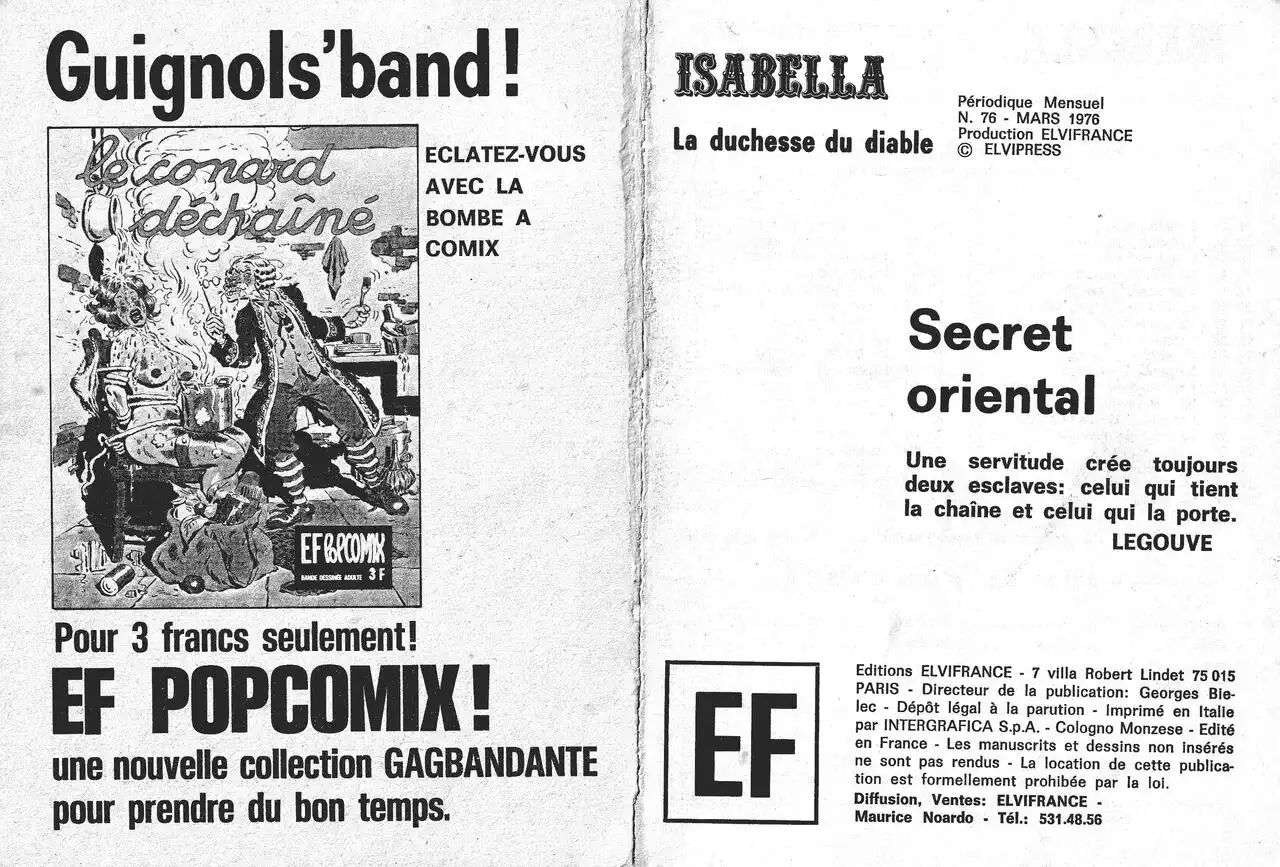 Guignols'band!
le conard
déchaîné
ECLATEZ-VOUS
AVEC LA
BOMBE A
COMIX
EF POPCOMIX
BANDE DESSINÉE ADULTE 3 F
Pour 3 francs seulement!
EF POPCOMIX!
une nouvelle collection GAGBANDANTE
pour prendre du bon temps.
ISABELLA
La duchesse du diable
Périodique Mensuel
N. 76 - MARS 1976
Production ELVIFRANCE
© ELVIPRESS
Secret
oriental
Une servitude crée toujours
deux esclaves: celui qui tient
la chaîne et celui qui la porte.
LEGOUVE
EF
Editions ELVIFRANCE - 7 villa Robert Lindet 75 015
PARIS - Directeur de la publication: Georges Bie-
lec - Dépôt légal à la parution - Imprimé en Italie
par INTERGRAFICA S.p.A. - Cologno Monzese - Edité
en France - Les manuscrits et dessins non insérés
ne sont pas rendus - La location de cette publica-
tion est formellement prohibée par la loi.
Diffusion, Ventes: ELVIFRANCE -
Maurice Noardo - Tél.: 531.48.56